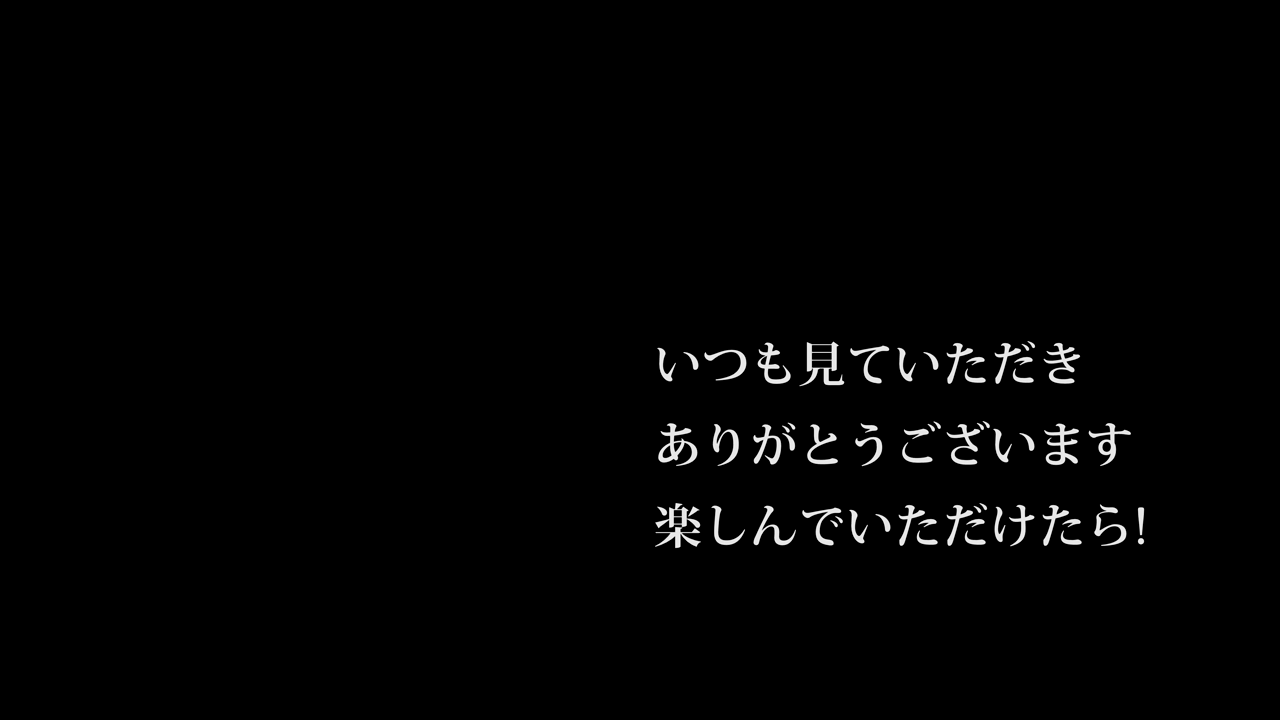 いつも見ていただき
ありがとうございます
楽しんでいただけたら!